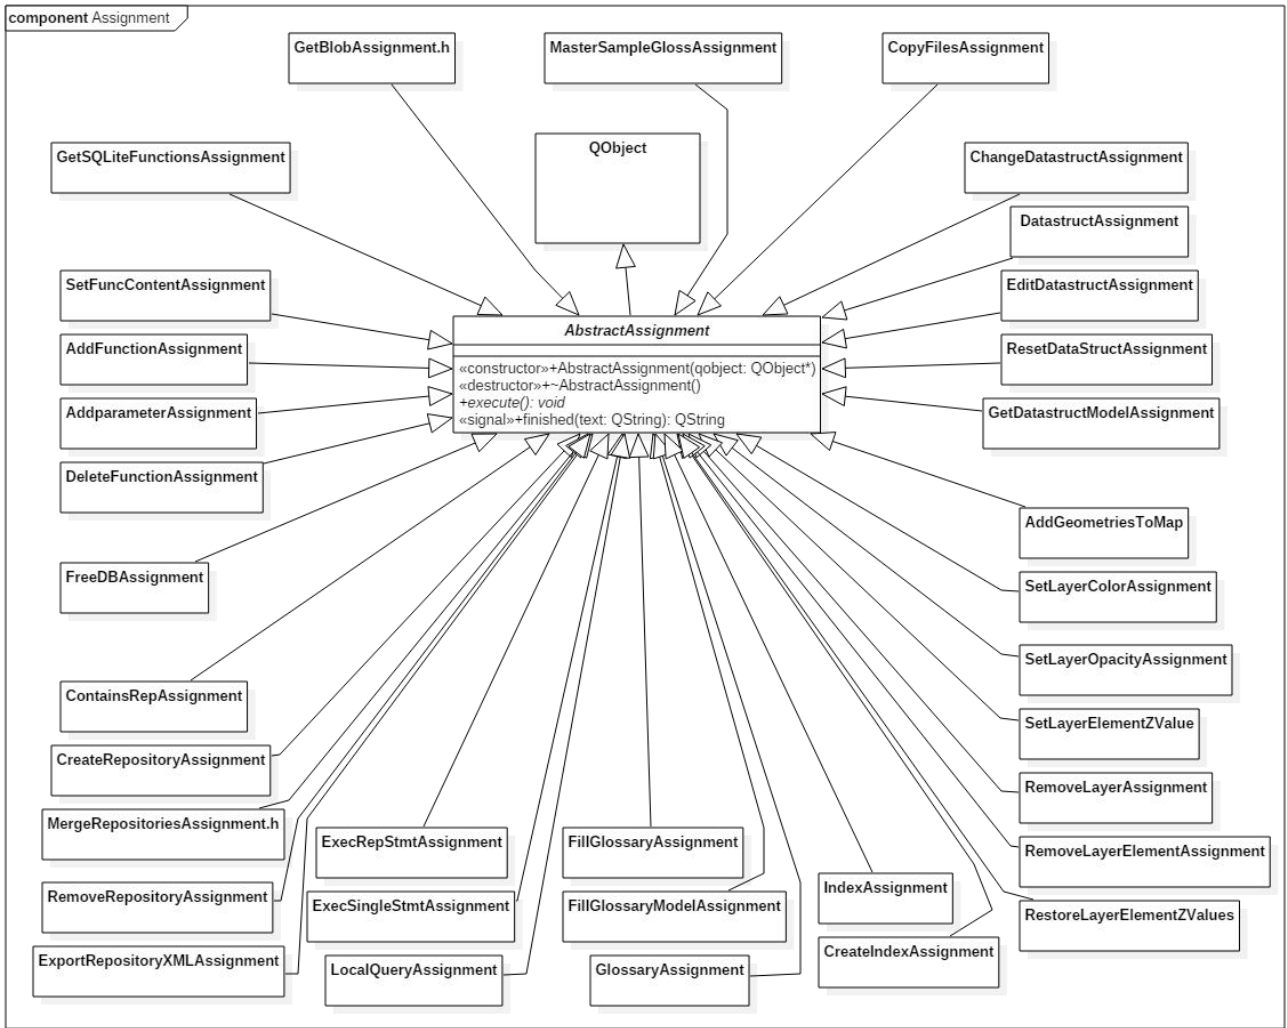 component Assignment
GetBlobAssignment.h
MasterSampleGlossAssignment
CopyFilesAssignment
GetSQLiteFunctionsAssignment
QObject
ChangeDatastructAssignment
DatastructAssignment
SetFuncContentAssignment
EditDatastructAssignment
AbstractAssignment
AddFunctionAssignment
ResetDataStructAssignment
«constructor»+AbstractAssignment(qobject: QObject*)
«destructor»+~AbstractAssignment()
+execute(): void
«signal»+finished(text: QString): QString
AddparameterAssignment
GetDatastructModelAssignment
DeleteFunctionAssignment
AddGeometriesToMap
FreeDBAssignment
SetLayerColorAssignment
SetLayerOpacityAssignment
ContainsRepAssignment
SetLayerElementZValue
CreateRepositoryAssignment
RemoveLayerAssignment
MergeRepositoriesAssignment.h
ExecRepStmtAssignment
FillGlossaryAssignment
RemoveLayerElementAssignment
IndexAssignment
RemoveRepositoryAssignment
ExecSingleStmtAssignment
FillGlossaryModelAssignment
RestoreLayerElementZValues
CreateIndexAssignment
ExportRepositoryXMLAssignment
LocalQueryAssignment
GlossaryAssignment